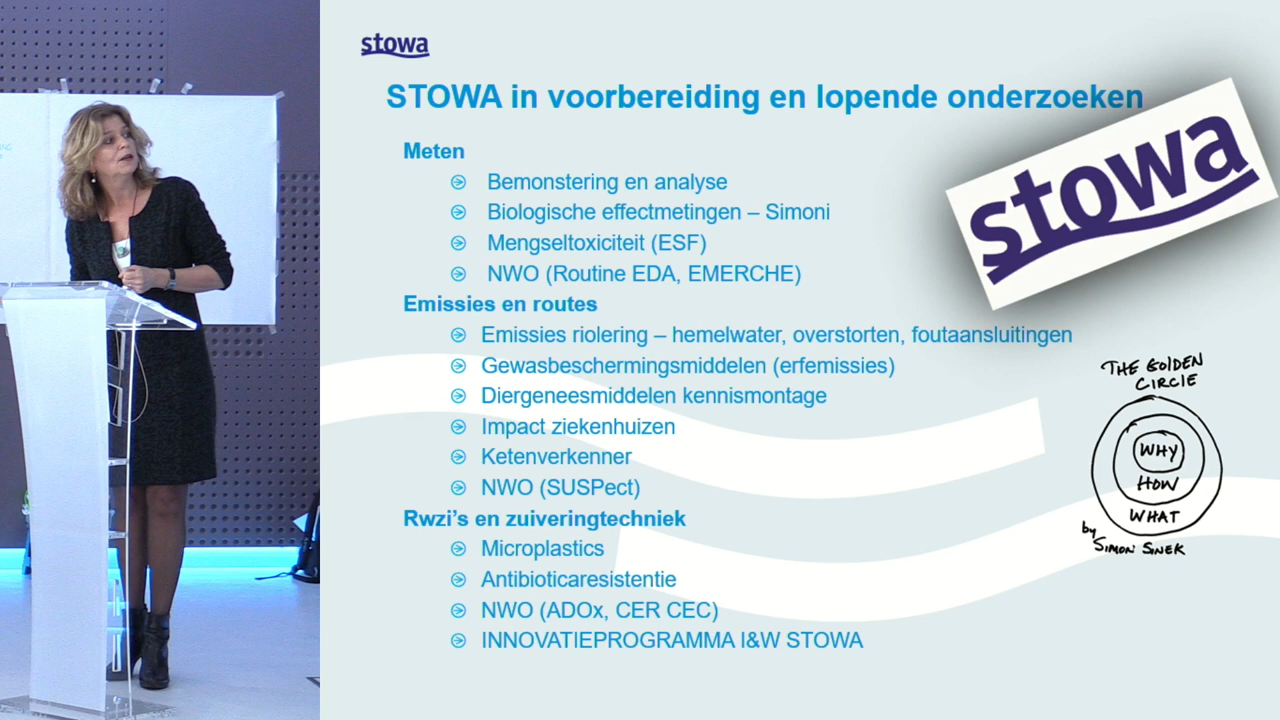 stowa
STOWA in voorbereiding en lopende onderzoeken
Meten
Bemonstering en analyse
Biologische effectmetingen – Simoni
Mengseltoxiciteit (ESF)
NWO (Routine EDA, EMERCHE)
Emissies en routes
Emissies riolering – hemelwater, overstorten, foutaansluitingen
Gewasbeschermingsmiddelen (erfemissies)
Diergeneesmiddelen kennismontage
Impact ziekenhuizen
Ketenverkenner
NWO (SUSPect)
Rwzi's en zuiveringtechniek
Microplastics
Antibioticaresistentie
NWO (ADOx, CER CEC)
INNOVATIEPROGRAMMA I&W STOWA
stowa
THE GOLDEN
CIRCLE
WHY
HOW
WHAT
by
SIMON SINEK